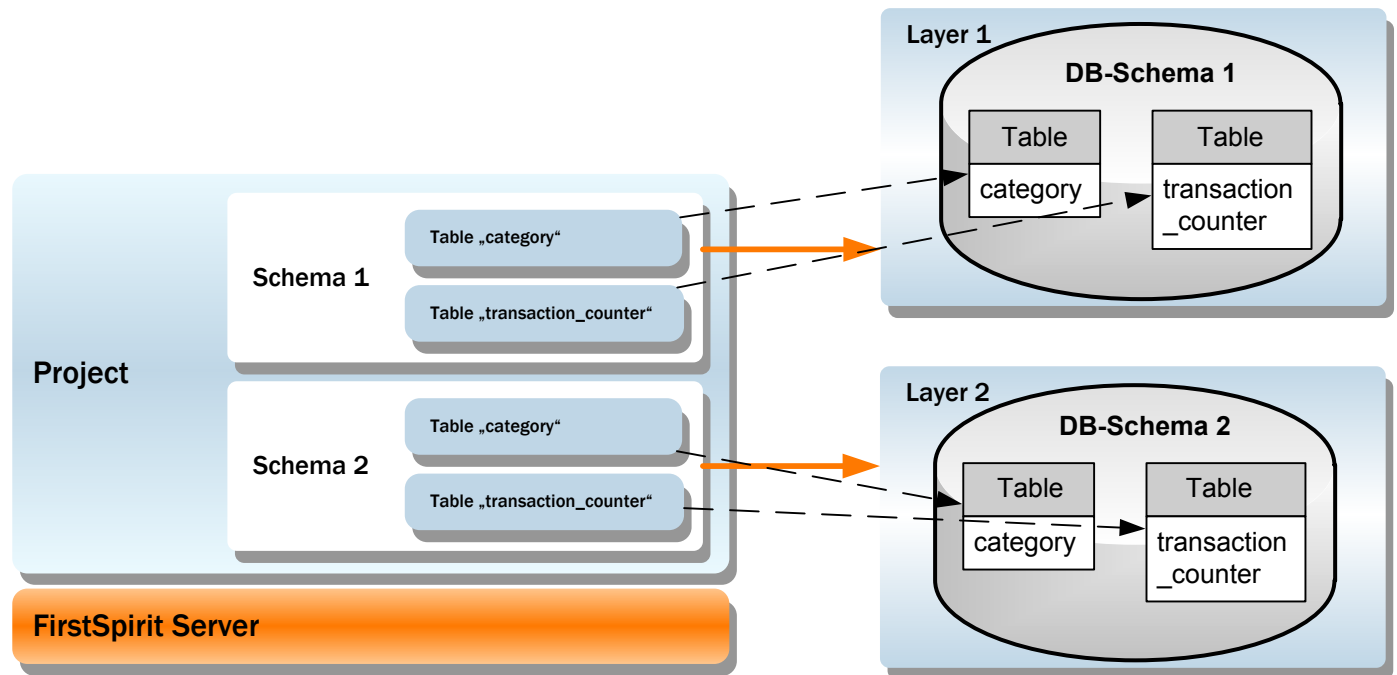 Project
Schema 1
Table „category“
Table „transaction_counter“
Schema 2
Table „category“
Table „transaction_counter“
FirstSpirit Server
Layer 1
DB-Schema 1
Table
category
Table
transaction
_counter
Layer 2
DB-Schema 2
Table
category
Table
transaction
_counter